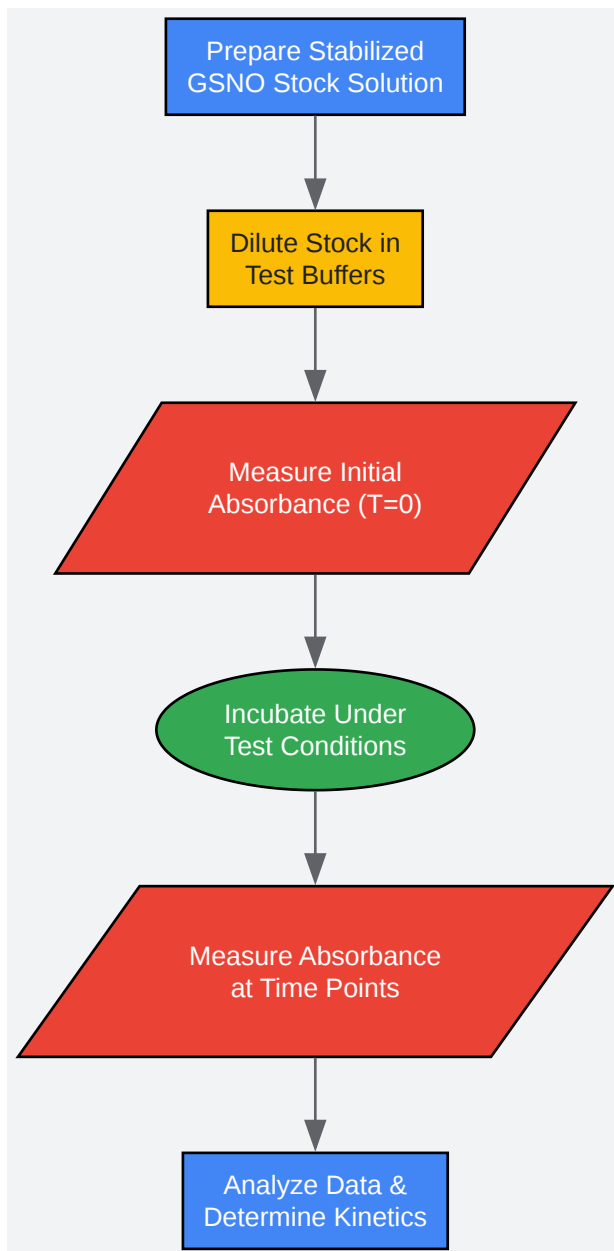 Prepare Stabilized
GSNO Stock Solution
Dilute Stock in
Test Buffers
Measure Initial
Absorbance (T=0)
Incubate Under
Test Conditions
Measure Absorbance
at Time Points
Analyze Data &
Determine Kinetics